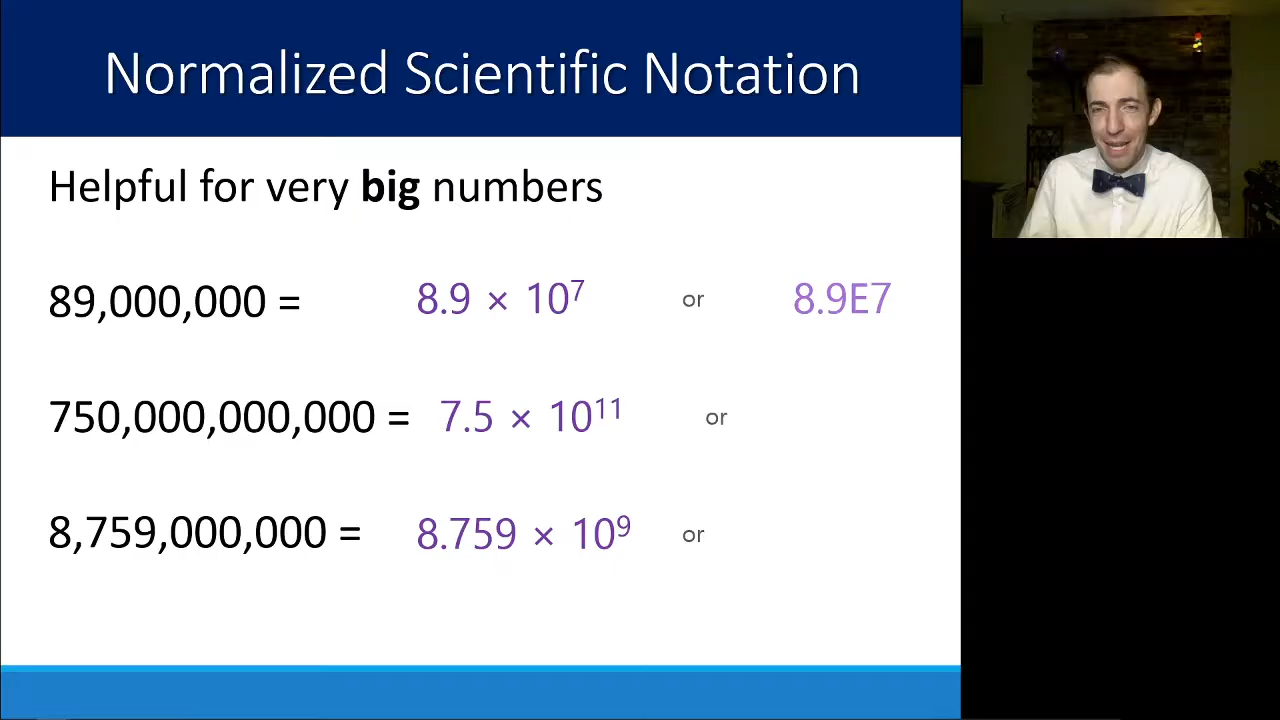 Normalized Scientific Notation
Helpful for very big numbers
89,000,000 = 8.9 × 10⁷ or 8.9E7
750,000,000,000 = 7.5 × 10¹¹ or
8,759,000,000 = 8.759 × 10⁹ or